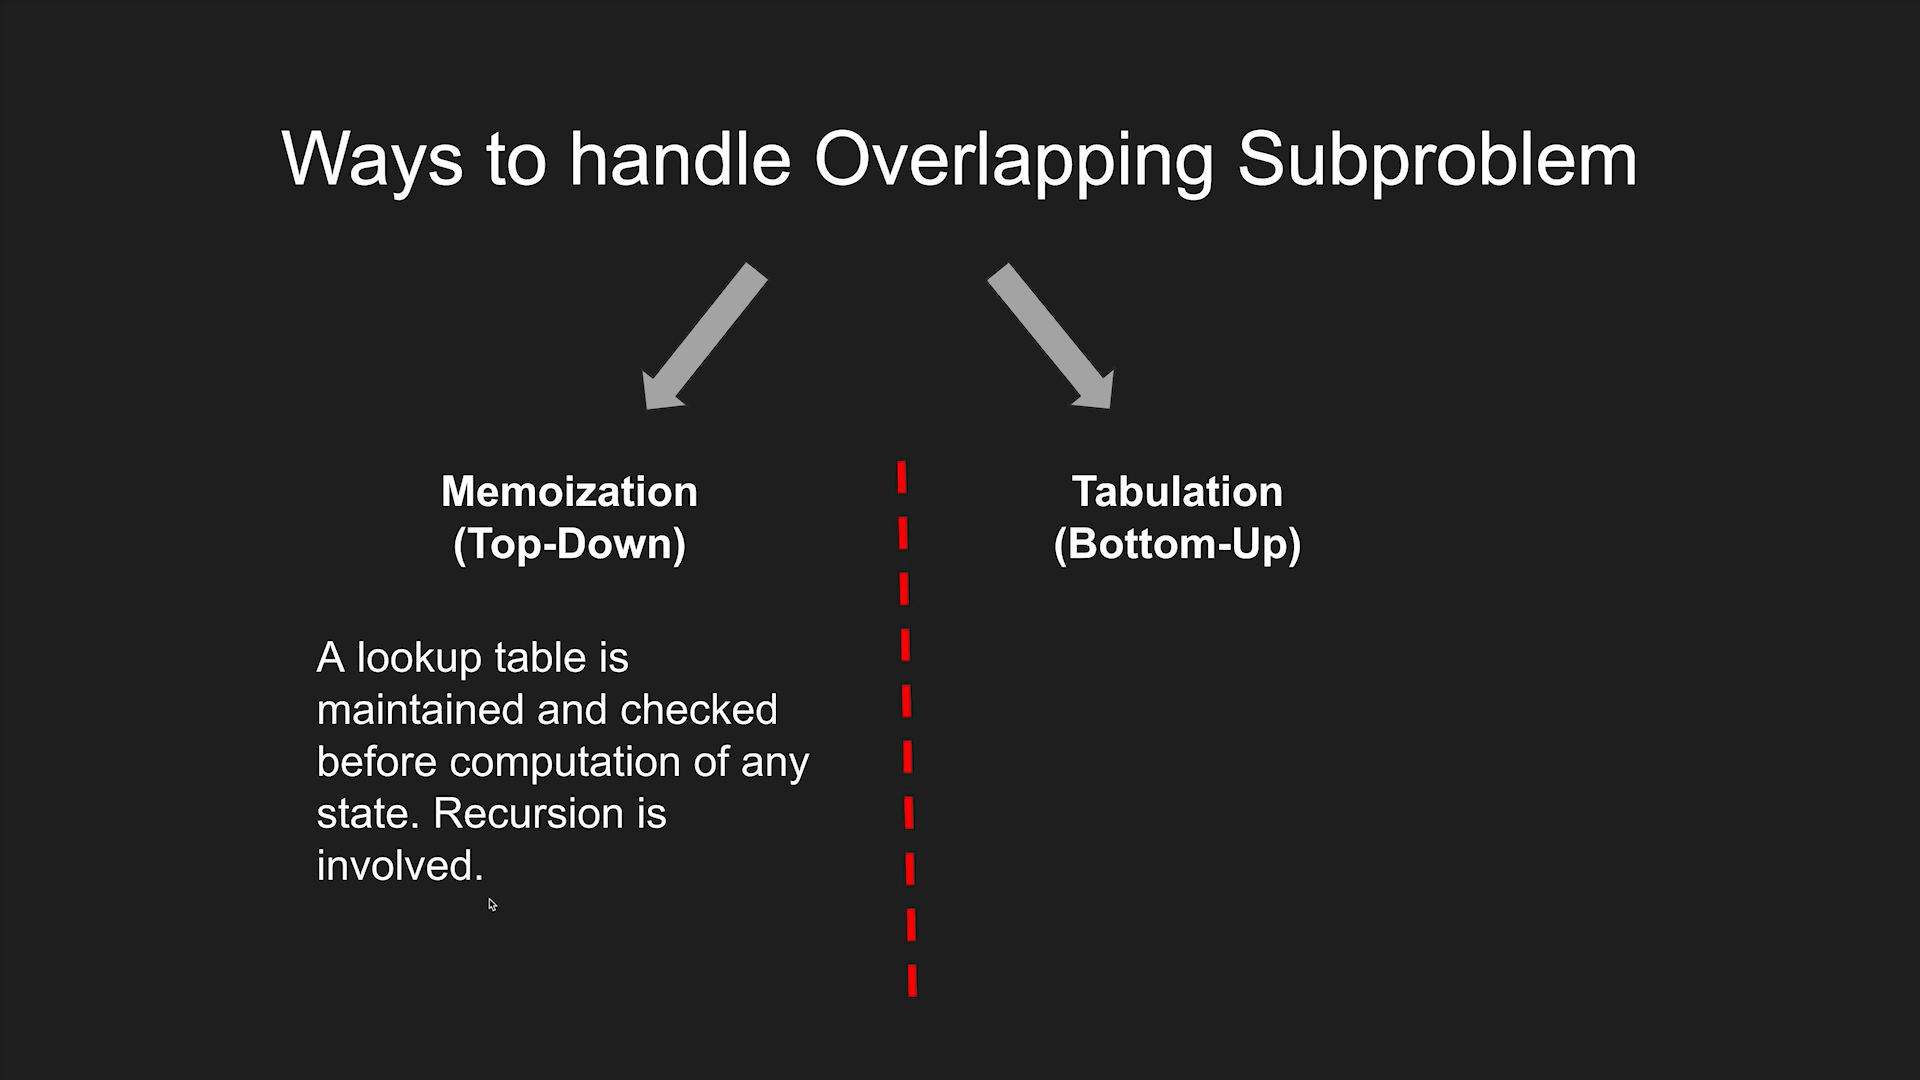 Ways to handle Overlapping Subproblem
Memoization
(Top-Down)
A lookup table is
maintained and checked
before computation of any
state. Recursion is
involved.
Tabulation
(Bottom-Up)